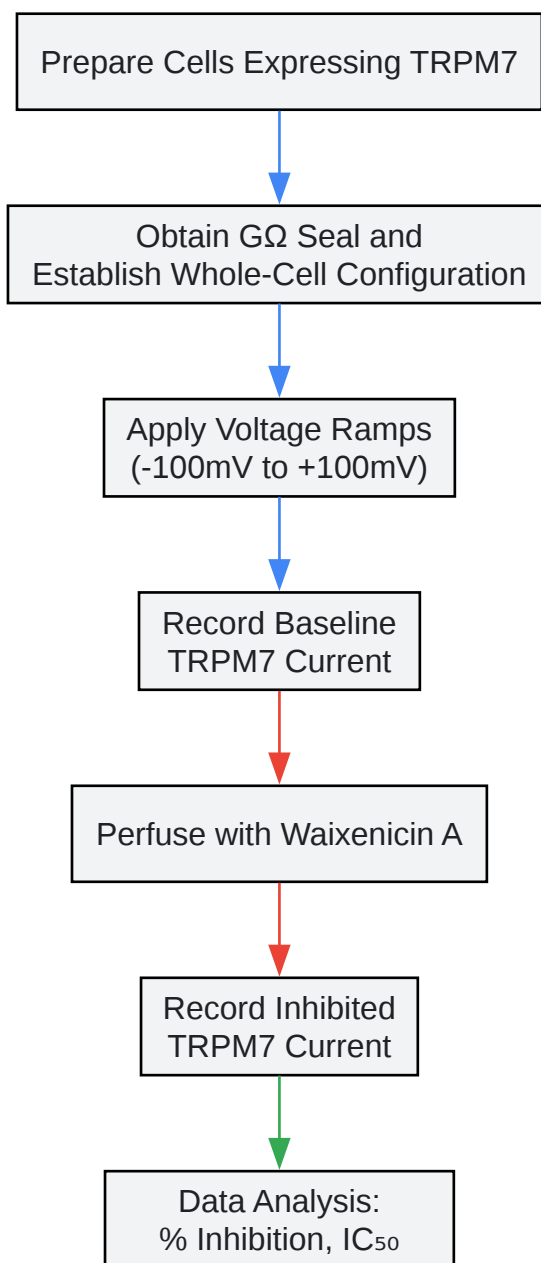 Prepare Cells Expressing TRPM7
Obtain GΩ Seal and
Establish Whole-Cell Configuration
Apply Voltage Ramps
(-100mV to +100mV)
Record Baseline
TRPM7 Current
Perfuse with Waixenicin A
Record Inhibited
TRPM7 Current
Data Analysis:
% Inhibition, IC₅₀